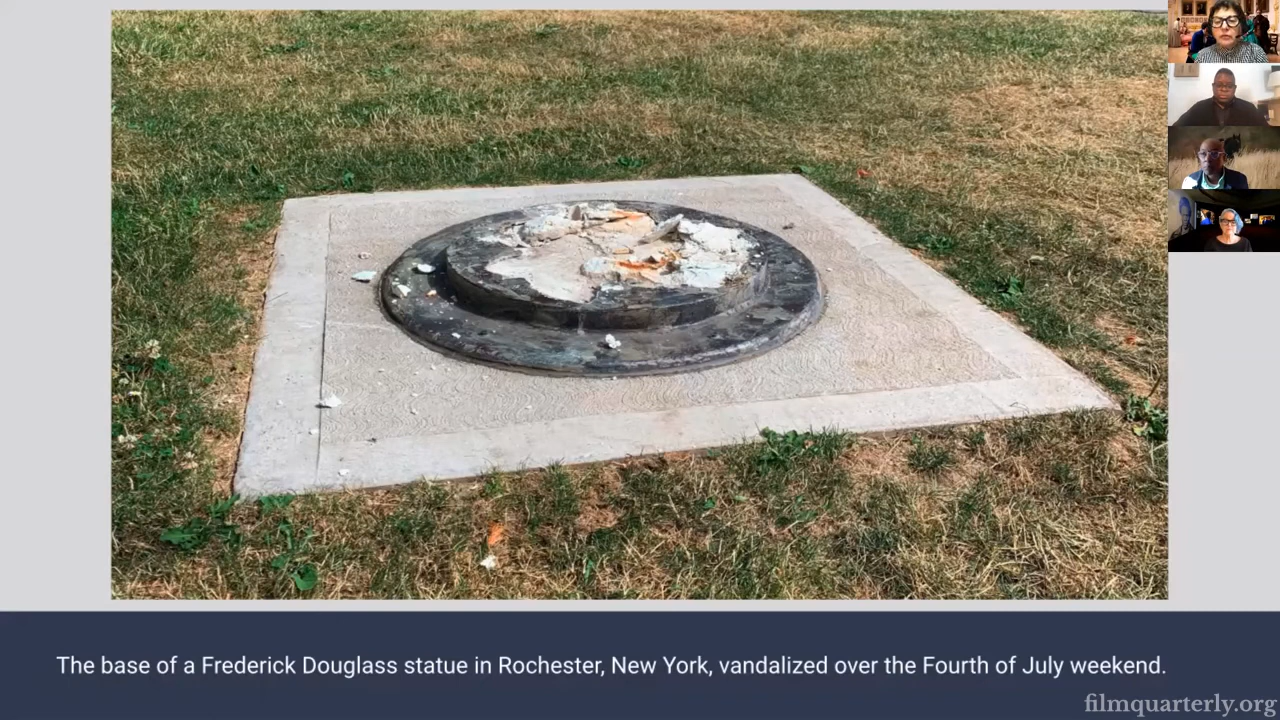 The base of a Frederick Douglass statue in Rochester, New York, vandalized over the Fourth of July weekend.
filmquarterly.org